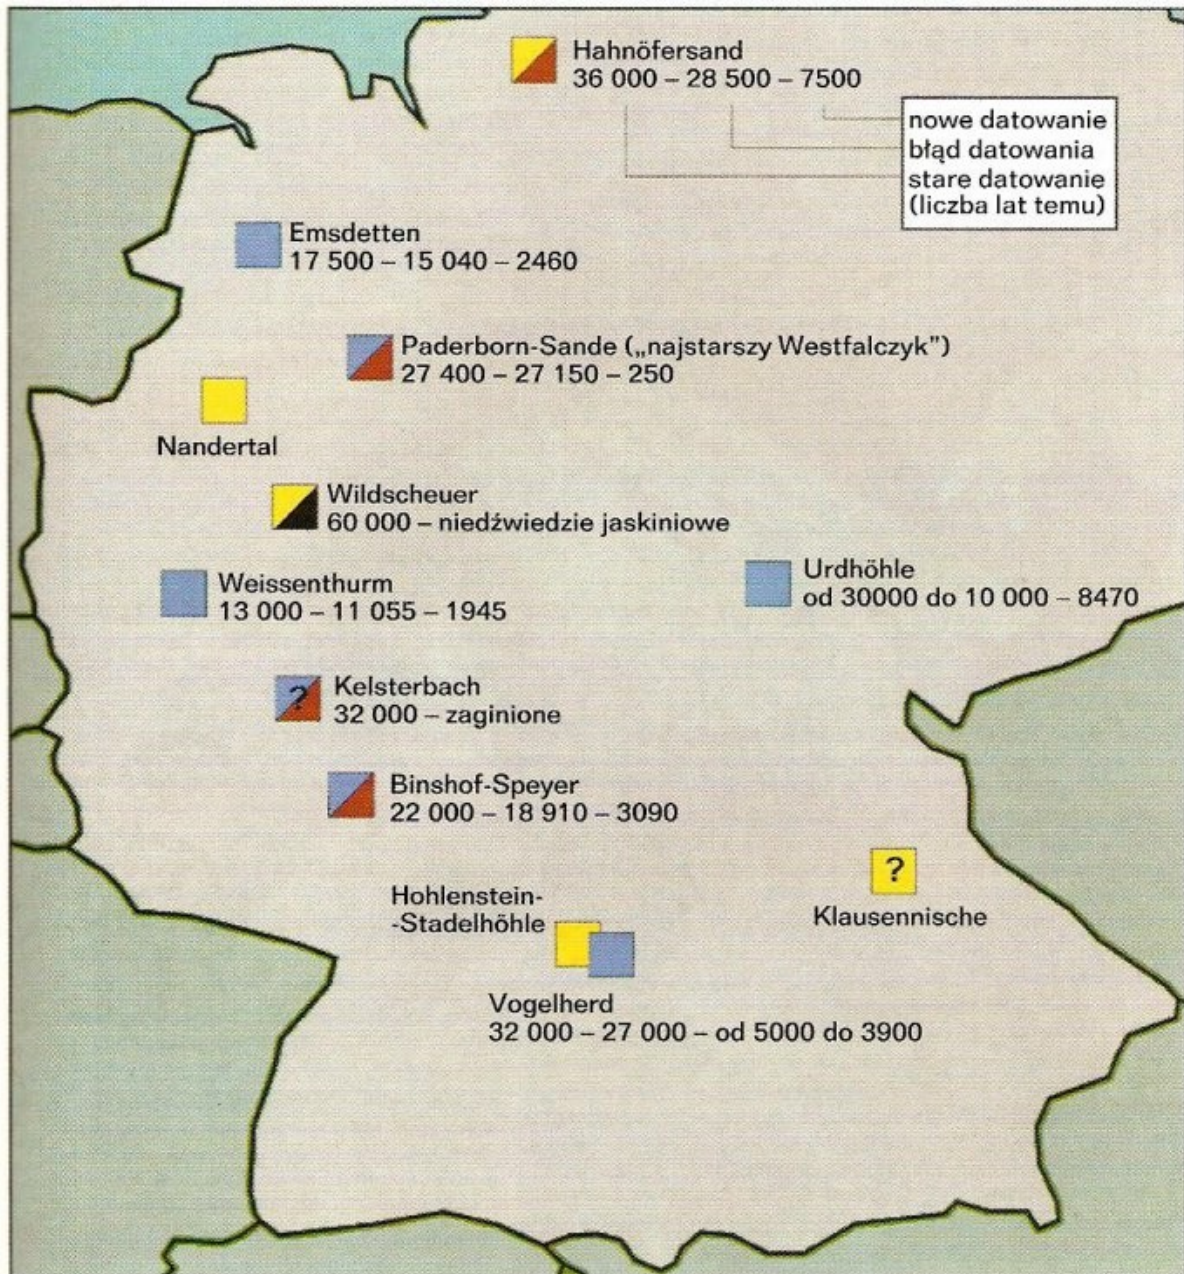 Hahnöfersand
36 000 – 28 500 – 7500
nowe datowanie
błąd datowania
stare datowanie
(liczba lat temu)
Emsdetten
17 500 – 15 040 – 2460
Paderborn-Sande („najstarszy Westfalczyk”)
27 400 – 27 150 – 250
Nandertal
Wildscheuer
60 000 – niedźwiedzie jaskiniowe
Weissenthurm
13 000 – 11 055 – 1945
Urdhöhle
od 30000 do 10 000 – 8470
?
Kelsterbach
32 000 – zaginione
Binshof-Speyer
22 000 – 18 910 – 3090
?
Klausennische
Hohlenstein-
-Stadelhöhle
Vogelherd
32 000 – 27 000 – od 5000 do 3900